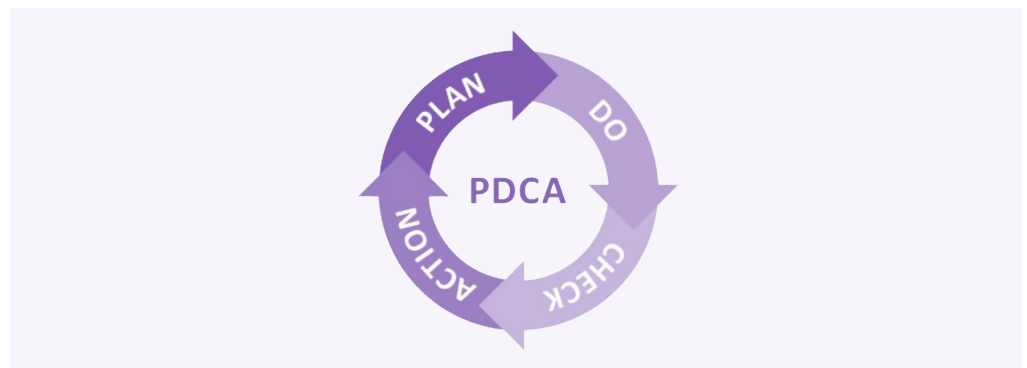 PLAN
DO
PDCA
CHECK
ACTION